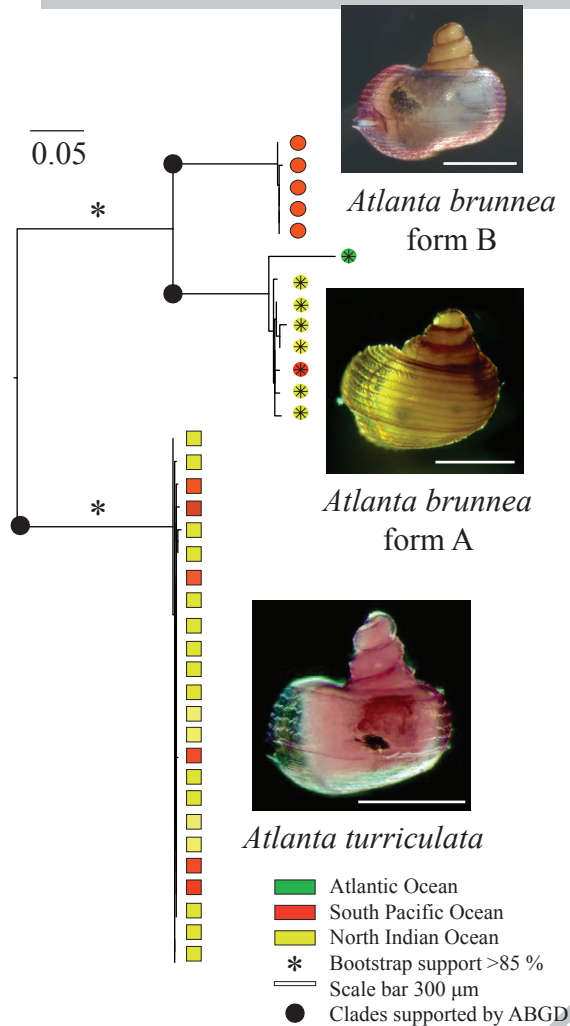 0.05
*
Atlanta brunnea
form B
Atlanta brunnea
form A
*
Atlanta turriculata
Atlantic Ocean
South Pacific Ocean
North Indian Ocean
* Bootstrap support >85 %
Scale bar 300 μm
Clades supported by ABGD